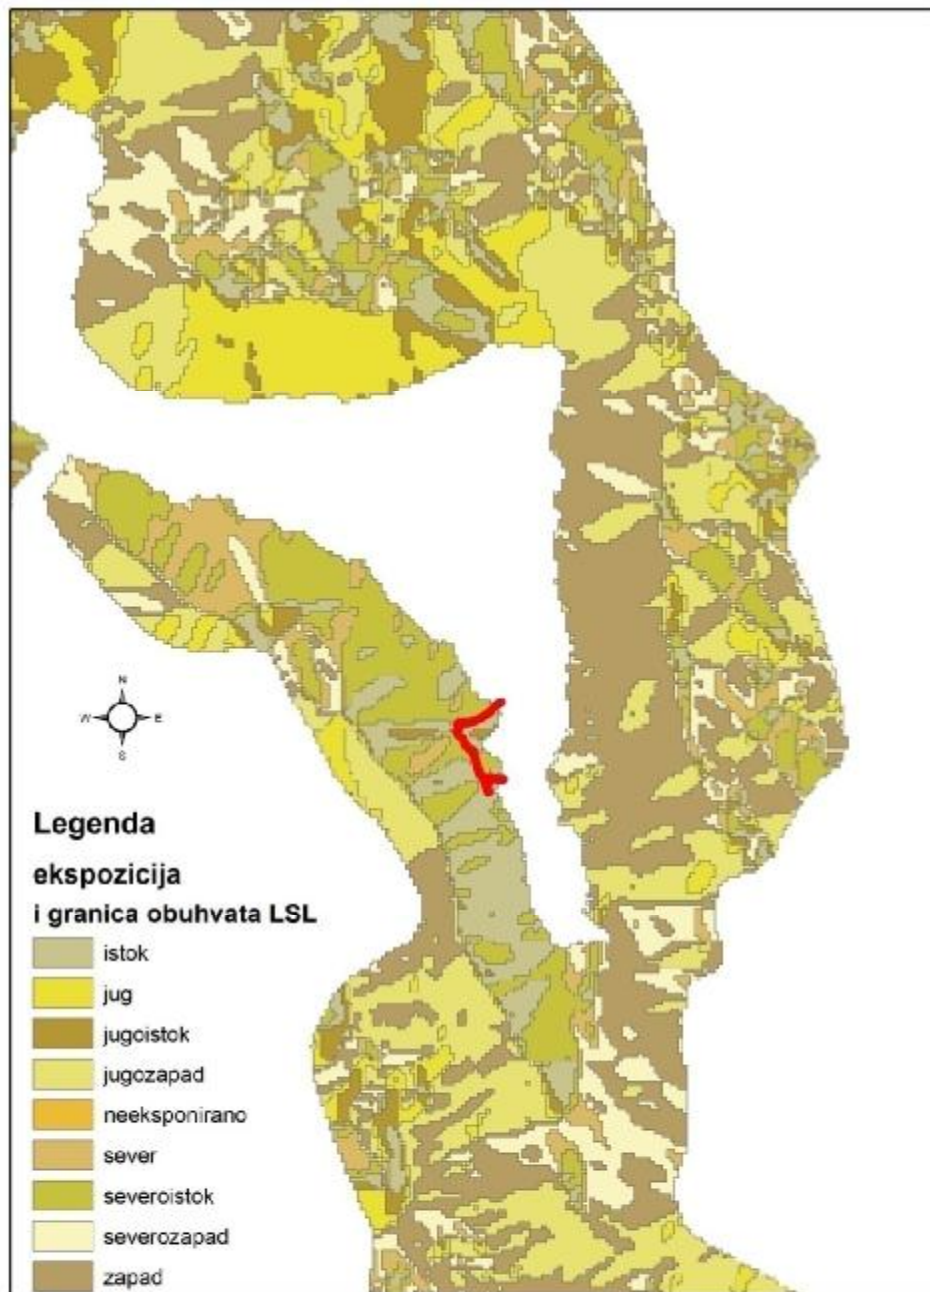 N
W E
S
Legenda
ekspozicija
i granica obuhvata LSL
istok
jug
jugoistok
jugozapad
neeksponirano
sever
severoistok
severozapad
zapad